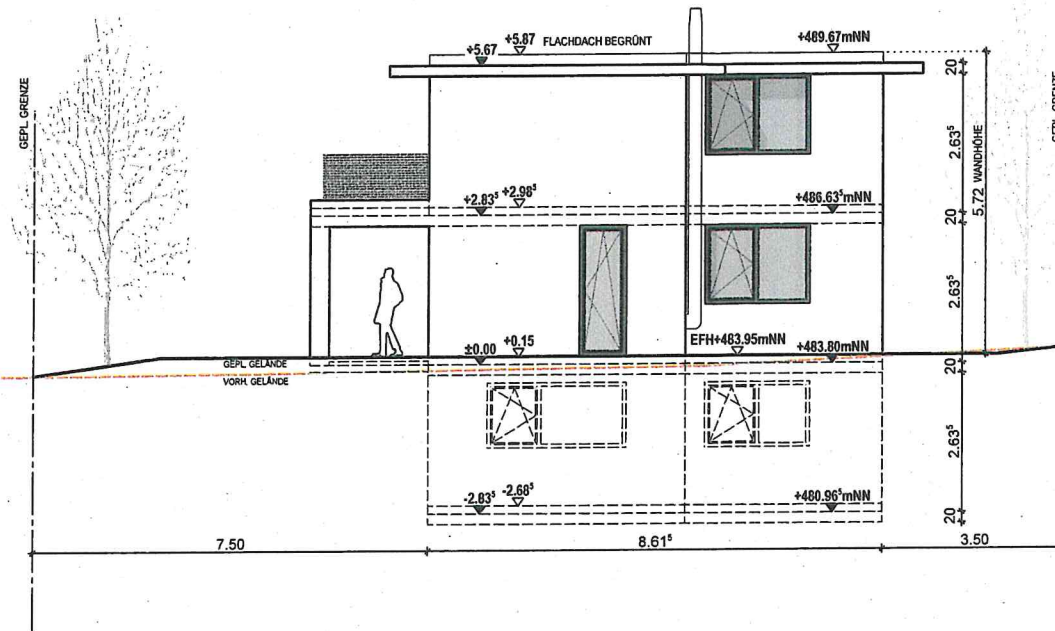 +5.67
+5.87
FLACHDACH BEGRÜNT
+489.67mNN
GEPL. GRENZE
GEPL. GRENZE
20
2.63⁵
5.72 WANDHÖHE
+2.83⁵
+2.98⁵
+486.63⁵mNN
20
2.63⁵
±0.00
+0.15
EFH+483.95mNN
+483.80mNN
GEPL. GELÄNDE
VORH. GELÄNDE
20
2.63⁵
-2.83⁵
-2.68⁵
+480.96⁵mNN
20
7.50
8.61⁵
3.50